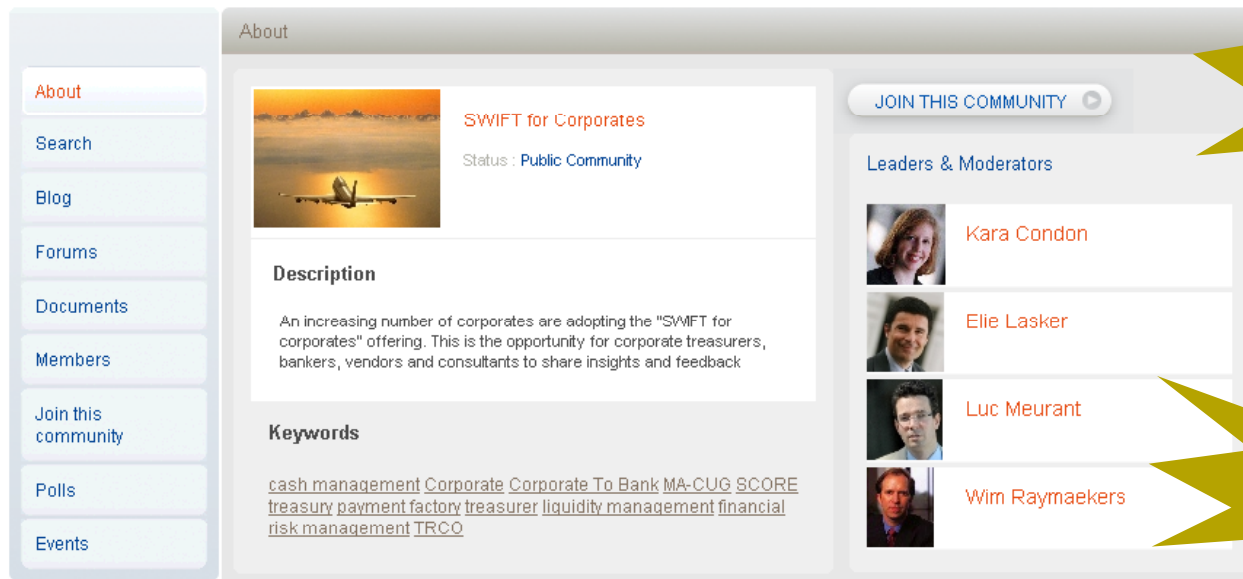 About
About
Search
Blog
Forums
Documents
Members
Join this
community
Polls
Events
SWIFT for Corporates
Status : Public Community
Description
An increasing number of corporates are adopting the "SWIFT for
corporates" offering. This is the opportunity for corporate treasurers,
bankers, vendors and consultants to share insights and feedback
Keywords
cash management Corporate Corporate To Bank MA-CUG SCORE
treasury payment factory treasurer liquidity management financial
risk management TRCO
JOIN THIS COMMUNITY
Leaders & Moderators
Kara Condon
Elie Lasker
Luc Meurant
Wim Raymaekers